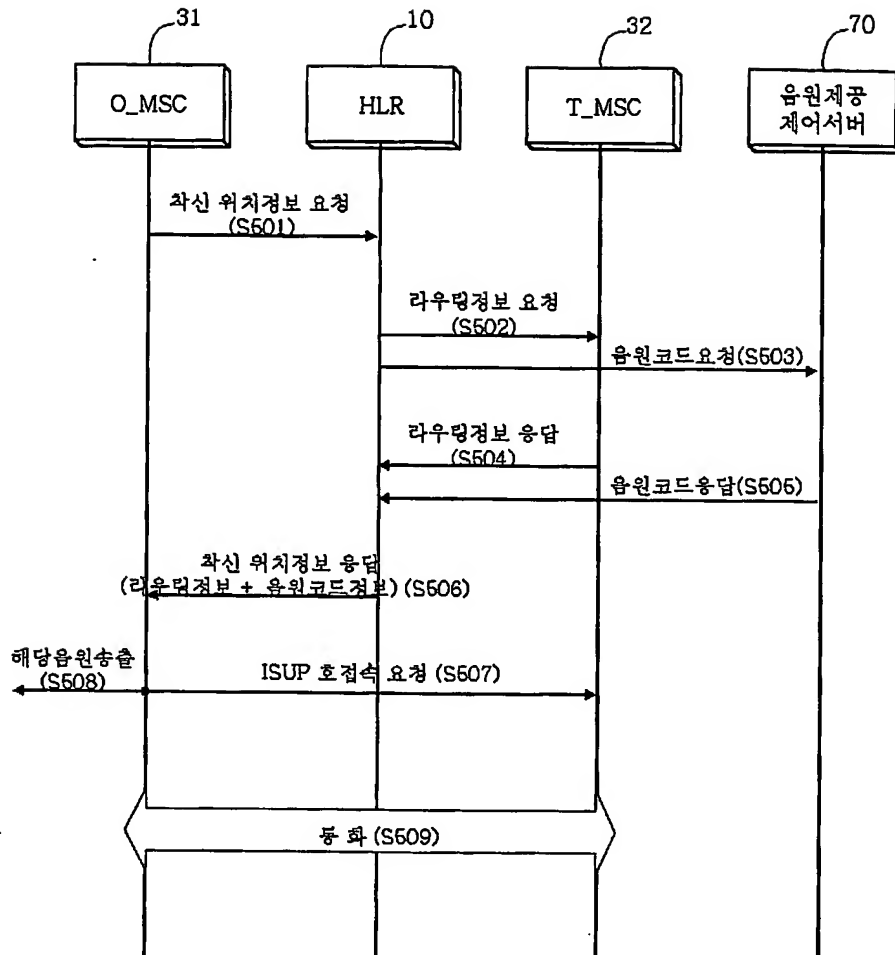 31
10
32
70
O_MSC
HLR
T_MSC
음원제공
제어서버
착신 위치정보 요청
(S501)
라우팅정보 요청
(S502)
음원코드요청(S503)
라우팅정보 응답
(S504)
음원코드응답(S505)
착신 위치정보 응답
(라우팅정보 + 음원코드정보) (S506)
해당음원송출
(S508)
ISUP 호접속 요청 (S507)
통 화 (S509)